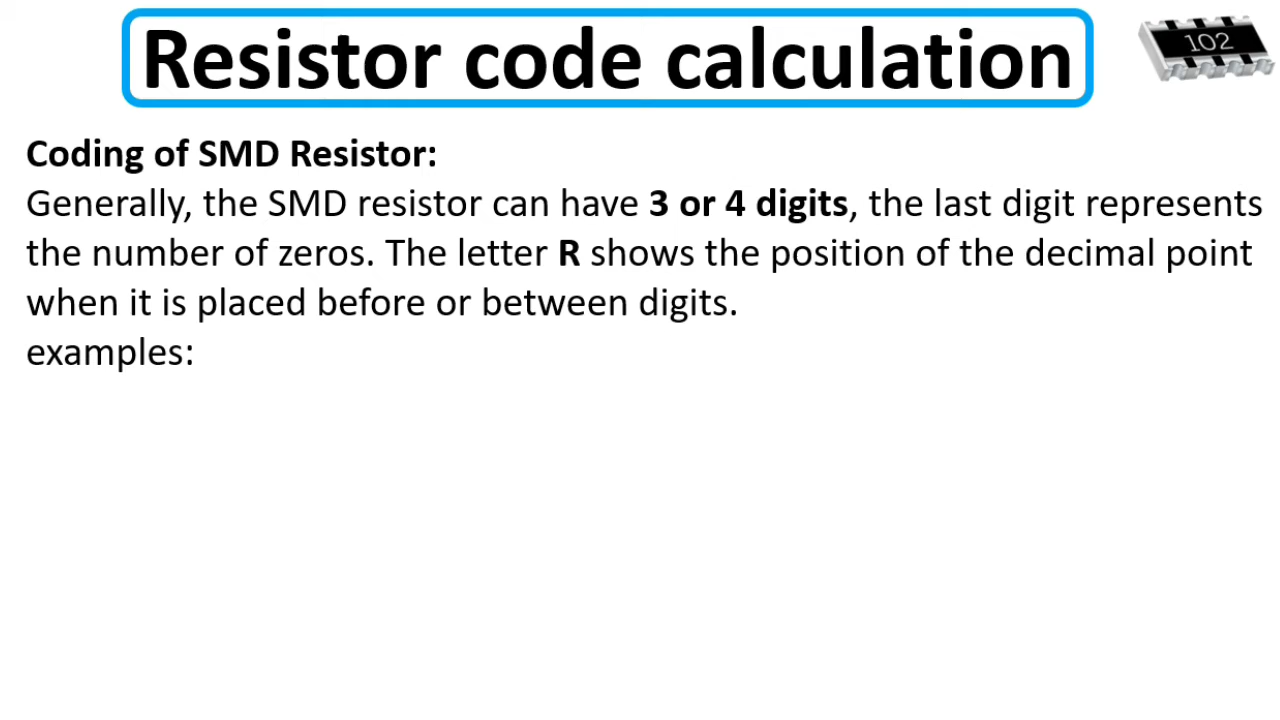 Resistor code calculation
102
Coding of SMD Resistor:
Generally, the SMD resistor can have 3 or 4 digits, the last digit represents
the number of zeros. The letter R shows the position of the decimal point
when it is placed before or between digits.
examples: